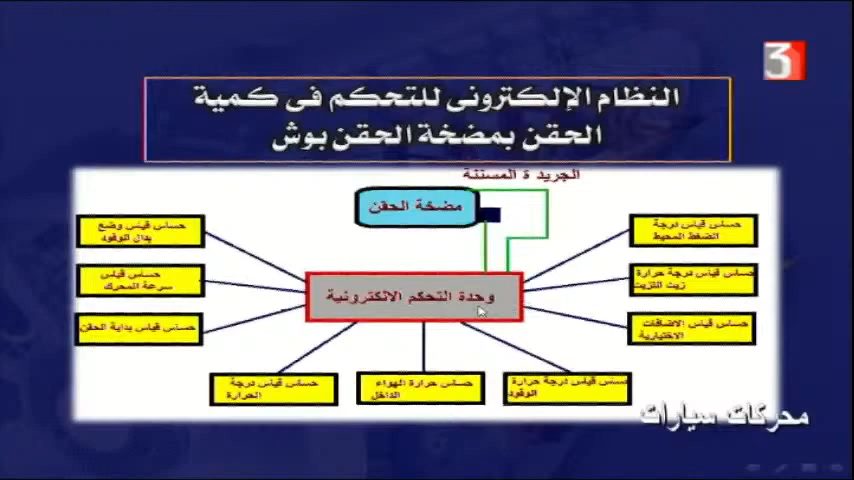 3
النظام الإلكترونى للتحكم فى كمية
الحقن بمضخة الحقن بوش
الجريدة المسننة
مضخة الحقن
حساس قياس درجة
الضغط المحيط
حساس قياس وضع
بدال الوقود
حساس قياس درجة حرارة
زيت التزييت
حساس قياس
سرعة المحرك
وحدة التحكم الالكترونية
حساس قياس الاضافات
الاختيارية
حساس قياس بداية الحقن
حساس قياس درجة حرارة
الوقود
حساس حرارة الهواء
الداخل
حساس قياس درجة
الحرارة
محركات سيارات